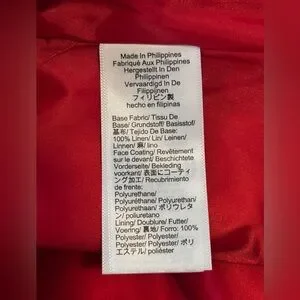 Made In Philippines
Fabriqué Aux Philippines
Hergestellt In Den
Philippinen
Vervaardigd In De
Filippijnen
フィリピン製
hecho en filipinas
Base Fabric/ Tissu De
Base/ Grundstoff/ Basisstof/
基布/ Tejido De Base:
100% Linen/ Lin/ Leinen/
Linnen/ 麻/ lino
Face Coating/ Revêtement
sur le devant/ Beschichtete
Vorderseite/ Bekleding
voorkant/ 表面にコーティ
ング加工/ Recubrimiento
de frente:
Polyurethane/
Polyuréthane/ Polyurethan/
Polyurethaan/ ポリウレタ
ン/ poliuretano
Lining/ Doublure/ Futter/
Voering/ 裏地/ Forro: 100%
Polyester/ Polyester/
Polyester/ Polyester/ ポリ
エステル/ poliéster